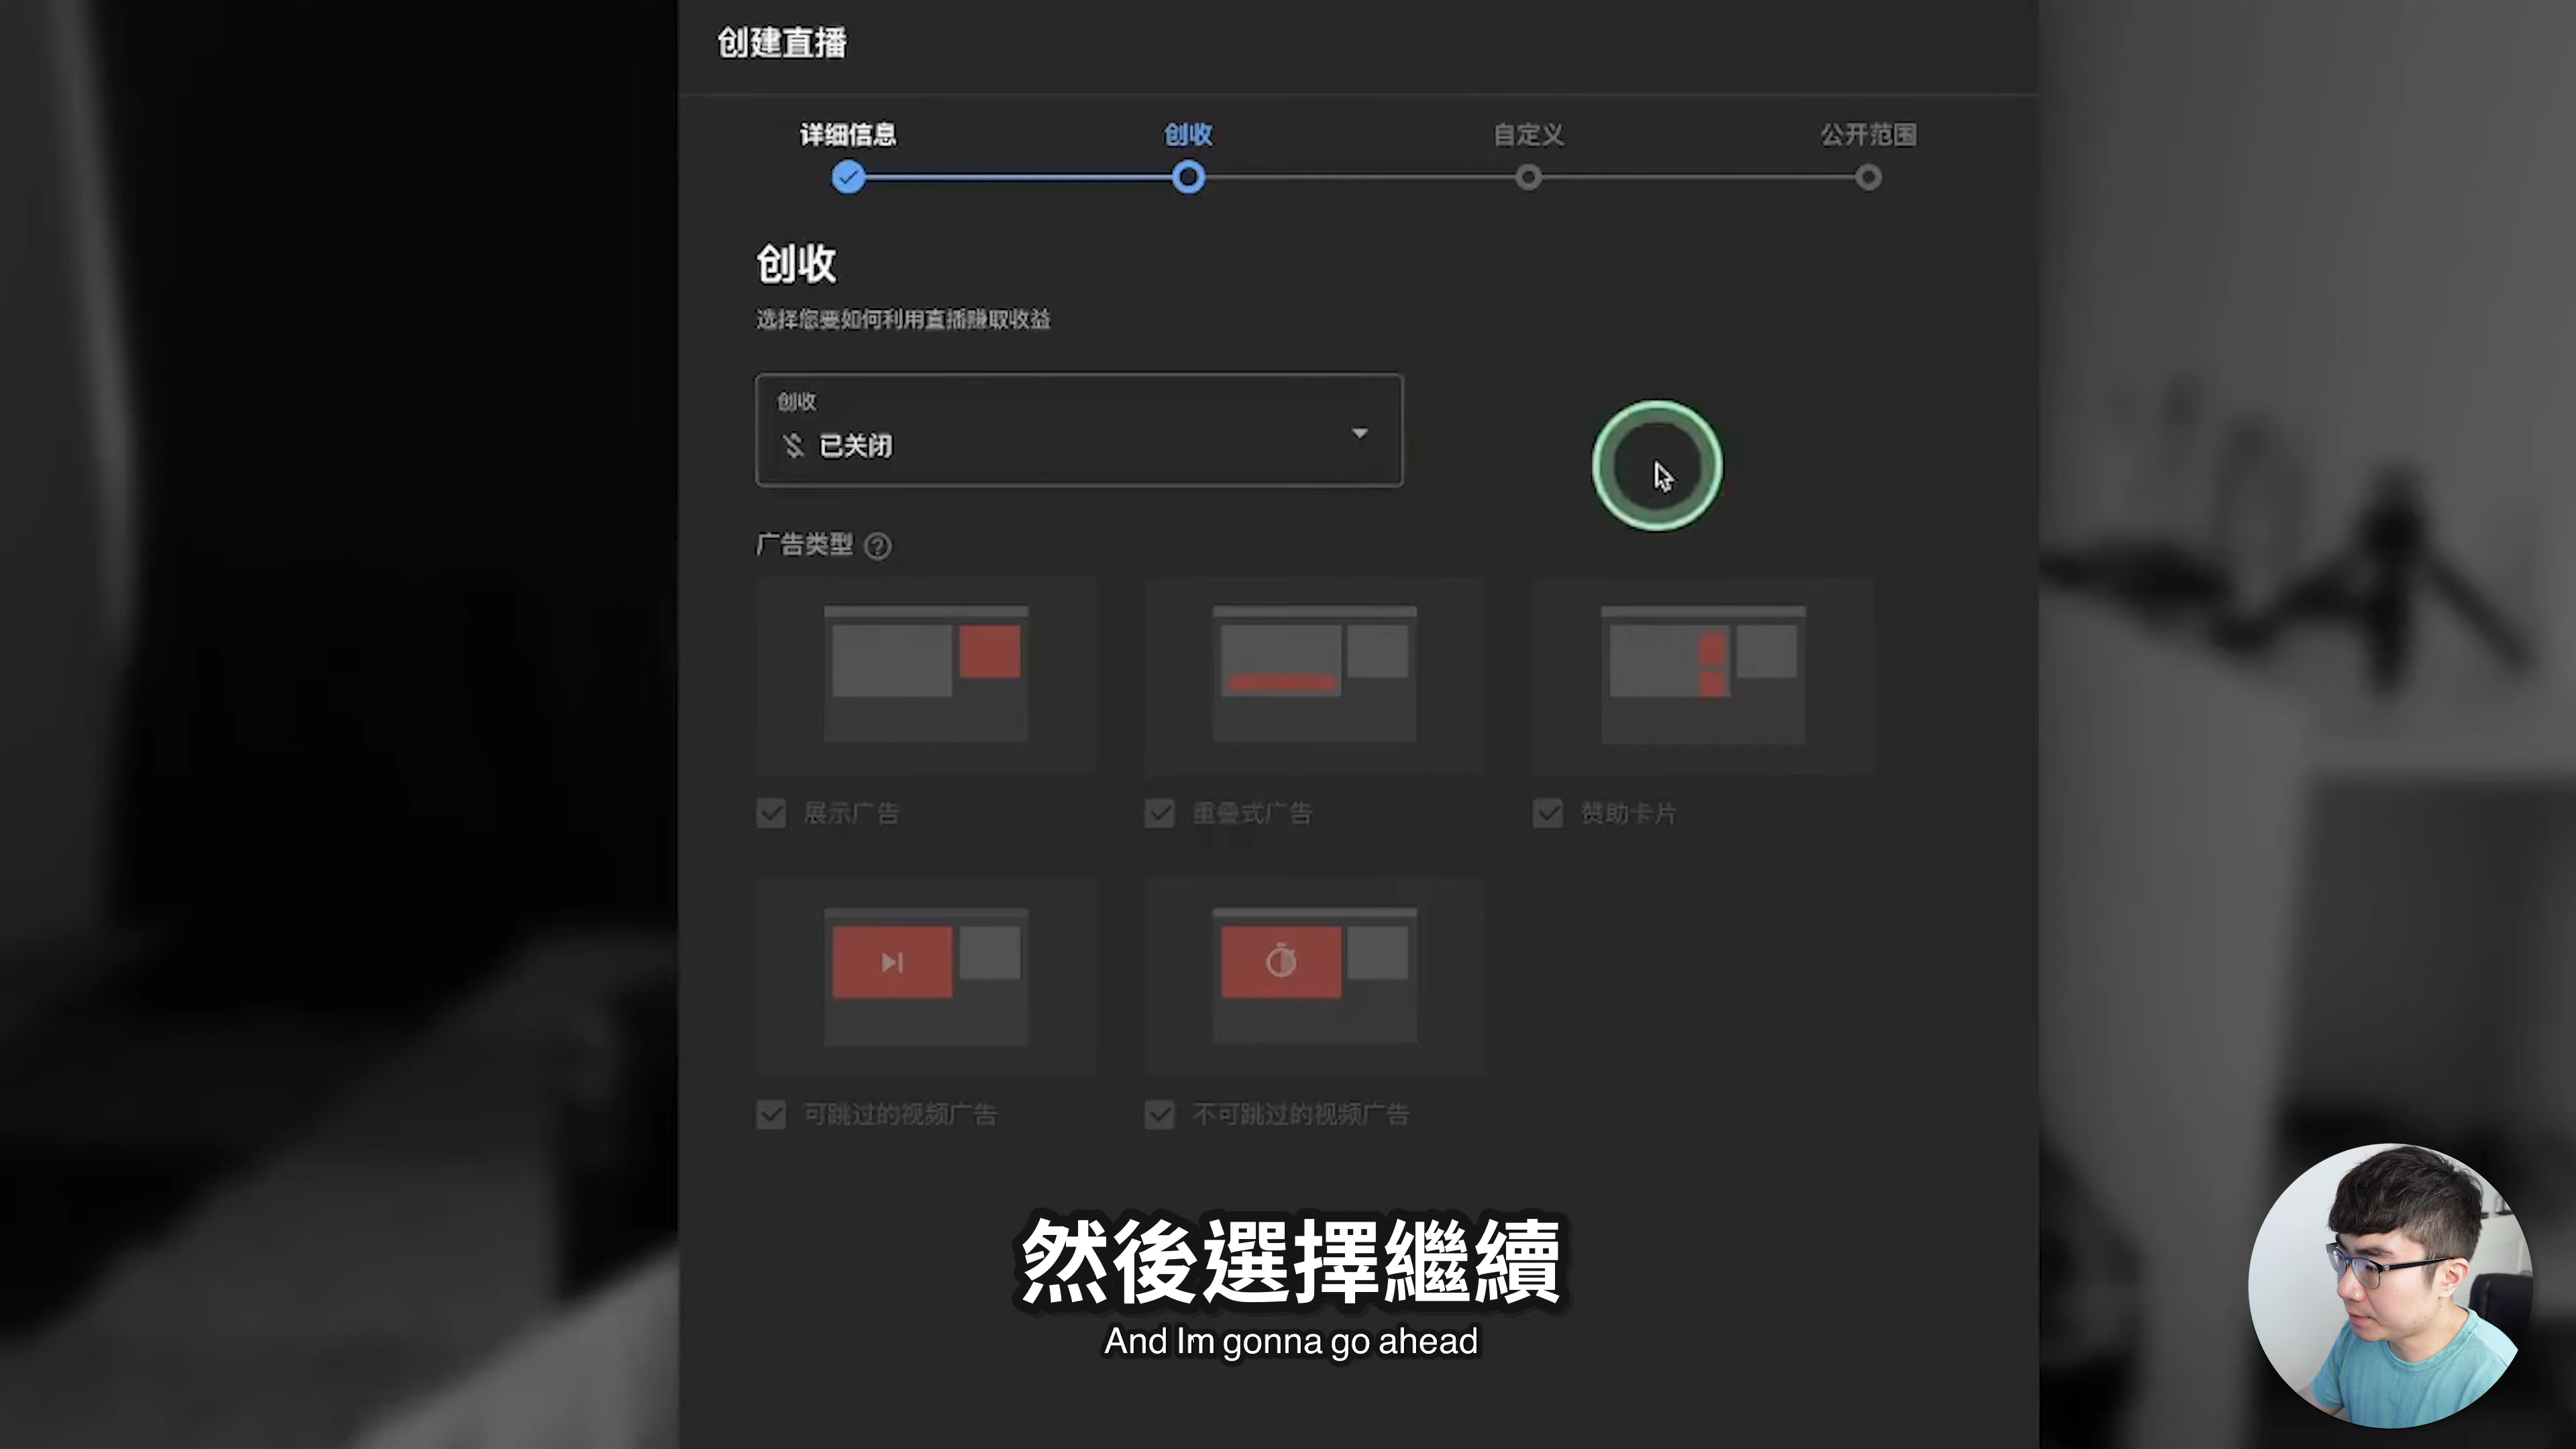 创建直播
详细信息
创收
自定义
公开范围
创收
选择您要如何利用直播赚取收益
创收
已关闭
广告类型
展示广告
重叠式广告
赞助卡片
可跳过的视频广告
不可跳过的视频广告
然後選擇繼續
And Im gonna go ahead